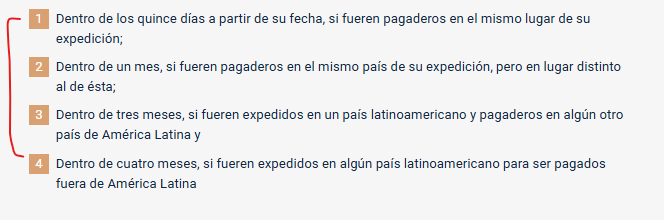 1 Dentro de los quince días a partir de su fecha, si fueren pagaderos en el mismo lugar de su
expedición;
2 Dentro de un mes, si fueren pagaderos en el mismo país de su expedición, pero en lugar distinto
al de ésta;
3 Dentro de tres meses, si fueren expedidos en un país latinoamericano y pagaderos en algún otro
país de América Latina y
4 Dentro de cuatro meses, si fueren expedidos en algún país latinoamericano para ser pagados
fuera de América Latina